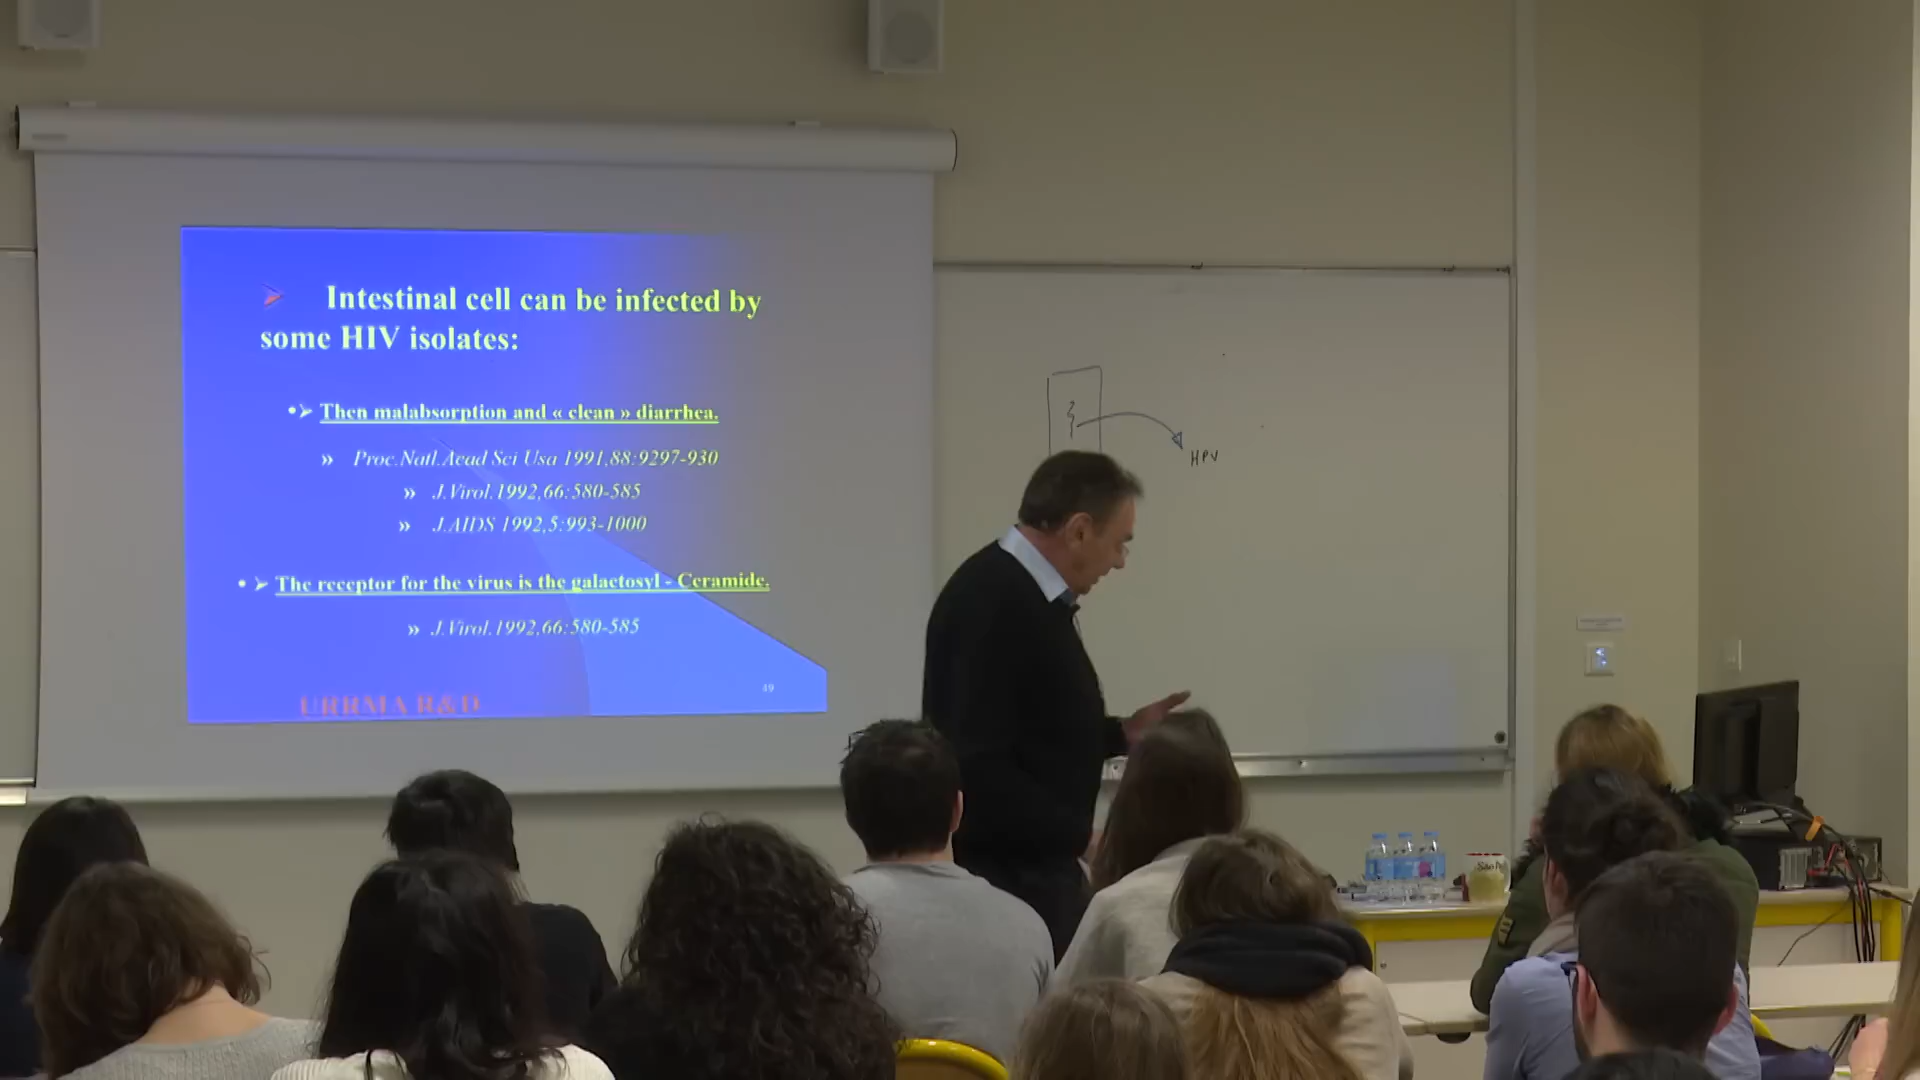 ➢ Intestinal cell can be infected by
some HIV isolates:
•➢ Then malabsorption and « clean » diarrhea.
» Proc.Natl.Acad Sci Usa 1991,88:9297-930
» J.Virol.1992,66:580-585
» J.AIDS 1992,5:993-1000
•➢ The receptor for the virus is the galactosyl - Ceramide.
» J.Virol.1992,66:580-585
49
URRMA R&D
HPV